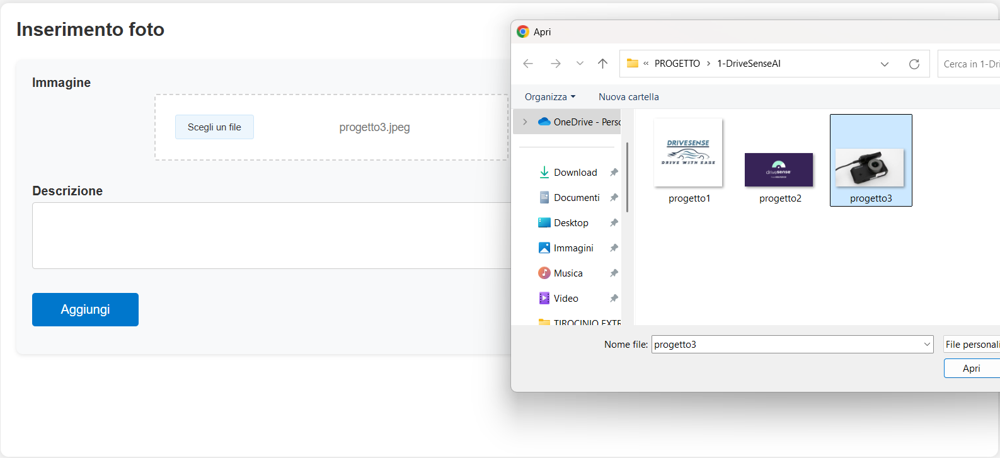 Inserimento foto
Immagine
Scegli un file
progetto3.jpeg
Descrizione
Aggiungi
Apri
« PROGETTO › 1-DriveSenseAI
Cerca in 1-Dri
Organizza
Nuova cartella
OneDrive - Perso
Download
Documenti
Desktop
Immagini
Musica
Video
TIROCINIO EXTR
DRIVESENSE
DRIVE WITH EASE
progetto1
drivesense
progetto2
progetto3
Nome file:
progetto3
File personali
Apri